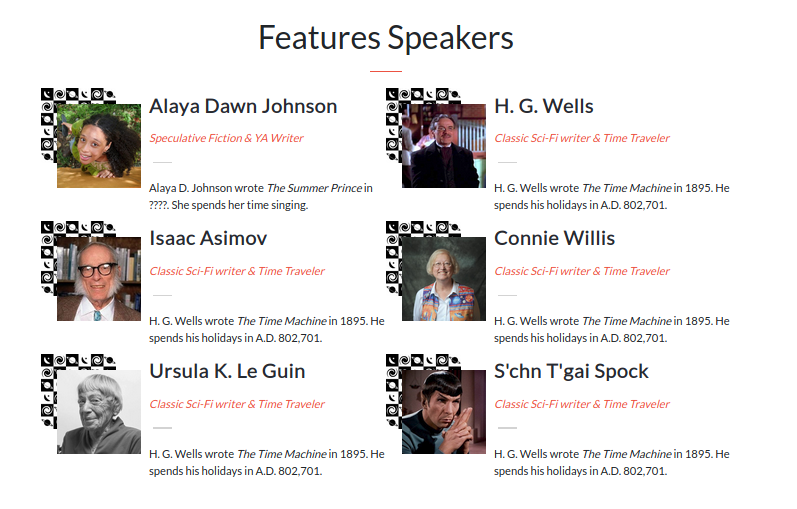 Features Speakers
Alaya Dawn Johnson
Speculative Fiction & YA Writer
Alaya D. Johnson wrote The Summer Prince in
????. She spends her time singing.
H. G. Wells
Classic Sci-Fi writer & Time Traveler
H. G. Wells wrote The Time Machine in 1895. He
spends his holidays in A.D. 802,701.
Isaac Asimov
Classic Sci-Fi writer & Time Traveler
H. G. Wells wrote The Time Machine in 1895. He
spends his holidays in A.D. 802,701.
Connie Willis
Classic Sci-Fi writer & Time Traveler
H. G. Wells wrote The Time Machine in 1895. He
spends his holidays in A.D. 802,701.
Ursula K. Le Guin
Classic Sci-Fi writer & Time Traveler
H. G. Wells wrote The Time Machine in 1895. He
spends his holidays in A.D. 802,701.
S'chn T'gai Spock
Classic Sci-Fi writer & Time Traveler
H. G. Wells wrote The Time Machine in 1895. He
spends his holidays in A.D. 802,701.